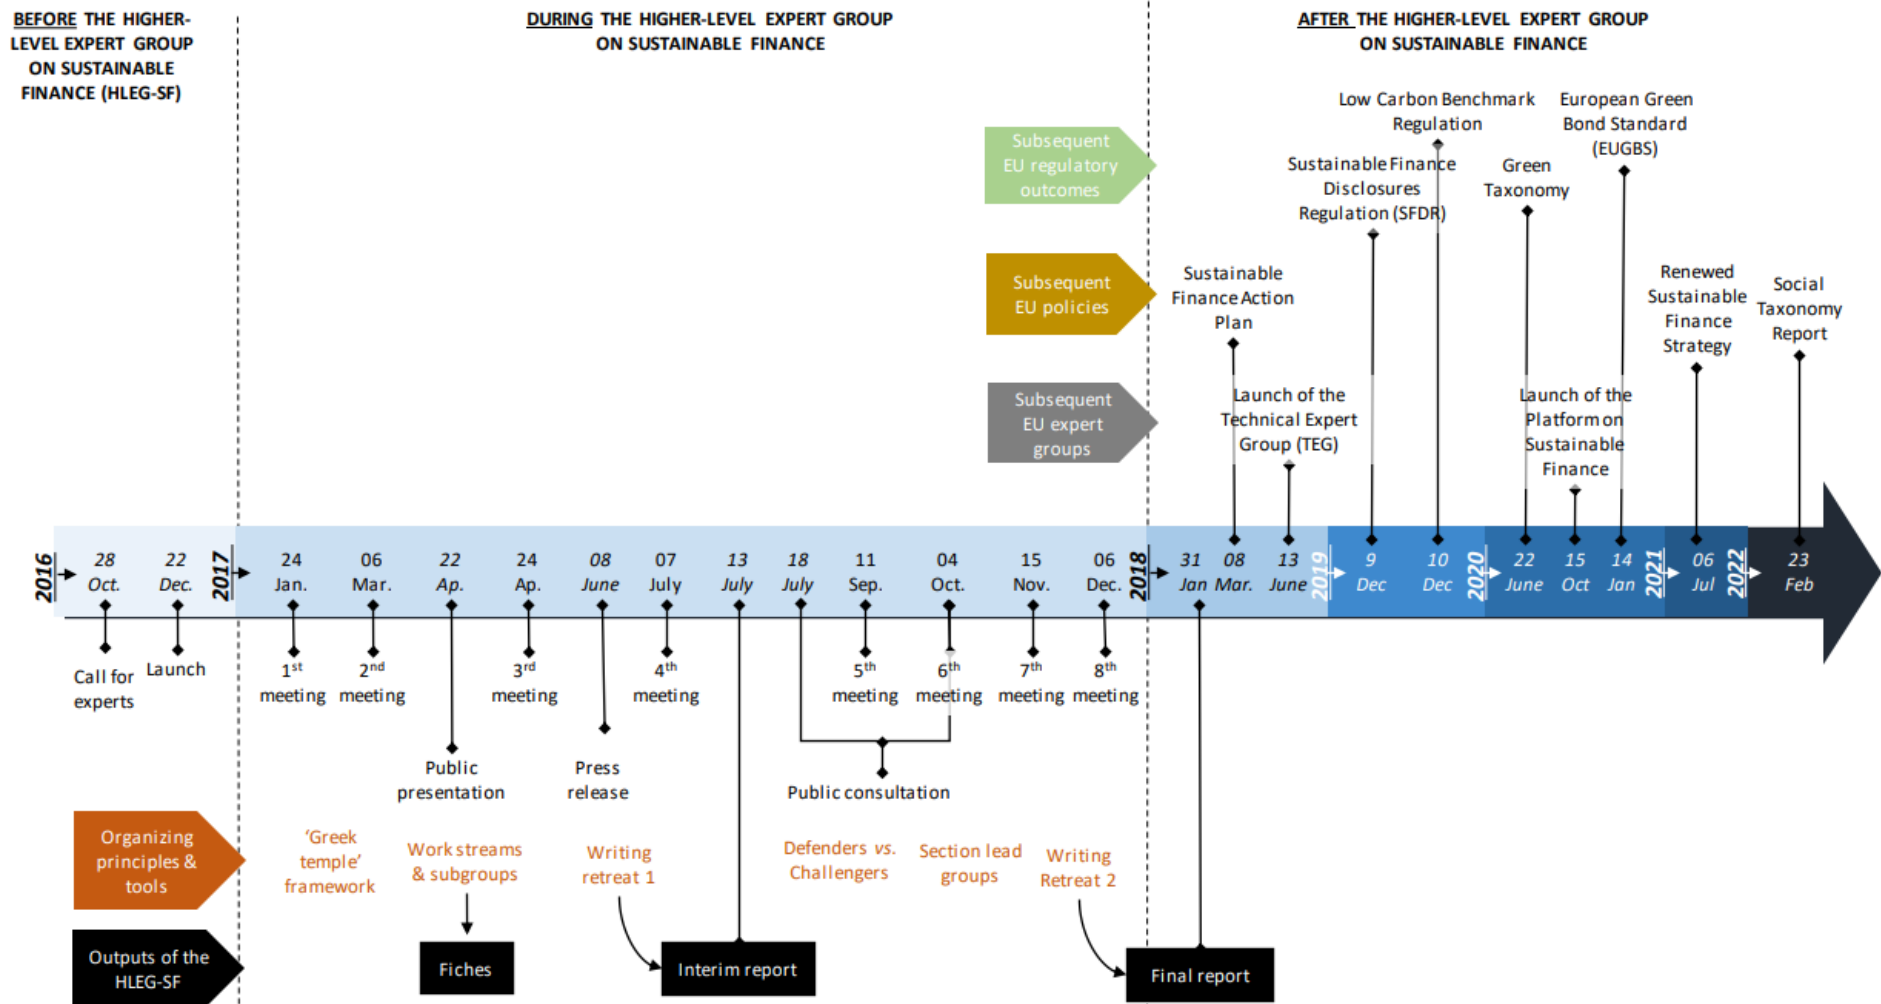 BEFORE THE HIGHER-
LEVEL EXPERT GROUP
ON SUSTAINABLE
FINANCE (HLEG-SF)
DURING THE HIGHER-LEVEL EXPERT GROUP
ON SUSTAINABLE FINANCE
AFTER THE HIGHER-LEVEL EXPERT GROUP
ON SUSTAINABLE FINANCE
Subsequent
EU regulatory
outcomes
Subsequent
EU policies
Subsequent
EU expert
groups
Sustainable
Finance Action
Plan
Launch of the
Technical Expert
Group (TEG)
Sustainable Finance
Disclosures
Regulation (SFDR)
Low Carbon Benchmark
Regulation
Green
Taxonomy
Launch of the
Platform on
Sustainable
Finance
European Green
Bond Standard
(EUGBS)
Renewed
Sustainable
Finance
Strategy
Social
Taxonomy
Report
2016
28
Oct.
22
Dec.
2017
24
Jan.
06
Mar.
22
Ap.
24
Ap.
08
June
07
July
13
July
18
July
11
Sep.
04
Oct.
15
Nov.
06
Dec.
2018
31
Jan
08
Mar.
13
June
2019
9
Dec
10
Dec
2020
22
June
15
Oct
14
Jan
2021
06
Jul
2022
23
Feb
Call for
experts
Launch
1st
meeting
2nd
meeting
Public
presentation
3rd
meeting
Press
release
4th
meeting
5th
meeting
6th
meeting
7th
meeting
8th
meeting
Public consultation
Organizing
principles &
tools
'Greek
temple'
framework
Work streams
& subgroups
Writing
retreat 1
Defenders vs.
Challengers
Section lead
groups
Writing
Retreat 2
Outputs of the
HLEG-SF
Fiches
Interim report
Final report